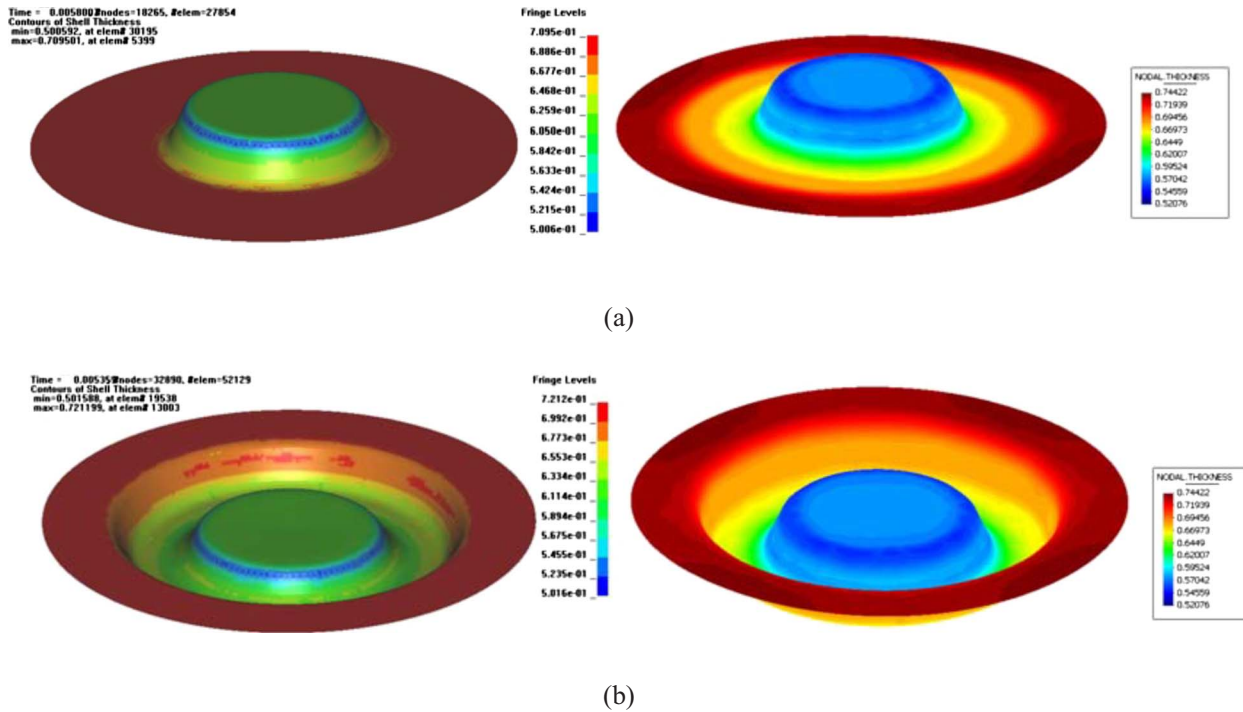 Time = 0.005800, #nodes=18265, #elem=27854
Contours of Shell Thickness
min=0.500592, at elem# 30195
max=0.709501, at elem# 5399
Fringe Levels
7.095e-01
6.886e-01
6.677e-01
6.468e-01
6.259e-01
6.050e-01
5.842e-01
5.633e-01
5.424e-01
5.215e-01
5.006e-01
NODAL.THICKNESS
0.74422
0.71939
0.69456
0.66973
0.6449
0.62007
0.59524
0.57042
0.54559
0.52076
(a)
Time = 0.005359, #nodes=32890, #elem=52129
Contours of Shell Thickness
min=0.501588, at elem# 19538
max=0.721199, at elem# 13003
Fringe Levels
7.212e-01
6.992e-01
6.773e-01
6.553e-01
6.334e-01
6.114e-01
5.894e-01
5.675e-01
5.455e-01
5.235e-01
5.016e-01
NODAL.THICKNESS
0.74422
0.71939
0.69456
0.66973
0.6449
0.62007
0.59524
0.57042
0.54559
0.52076
(b)